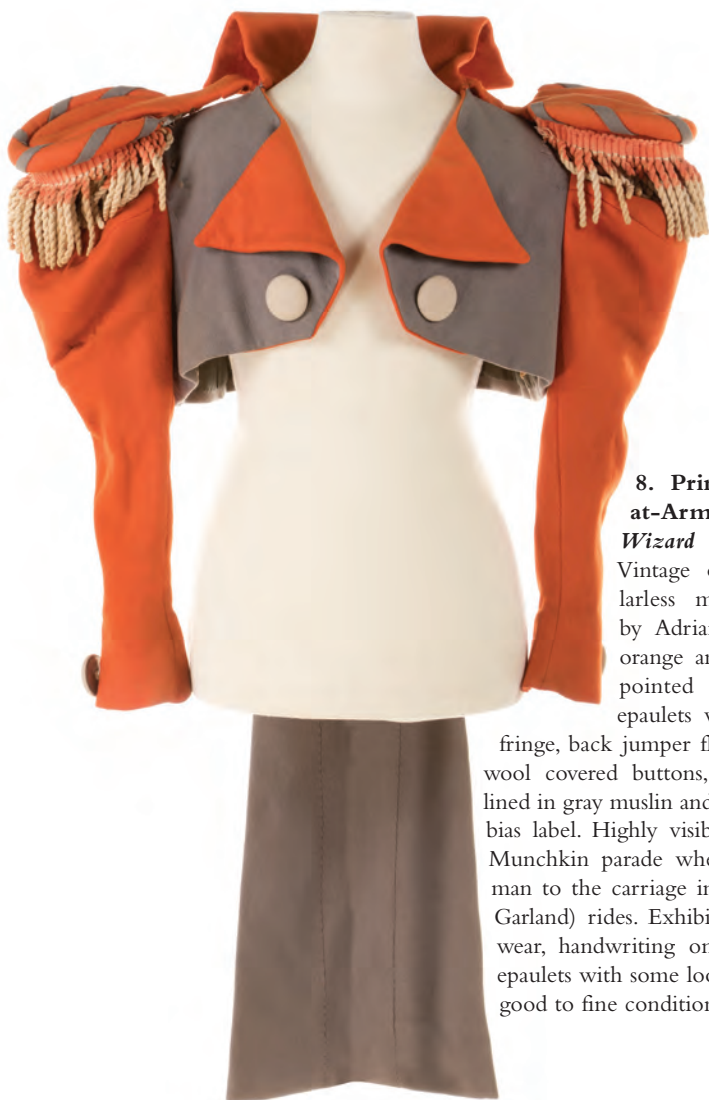 8. Prin
at-Arm
Wizard
Vintage
larless m
by Adria
orange a
pointed
epaulets
fringe, back jumper fl
wool covered buttons,
lined in gray muslin and
bias label. Highly visib
Munchkin parade whe
man to the carriage in
Garland) rides. Exhibi
wear, handwriting on
epaulets with some loo
good to fine condition